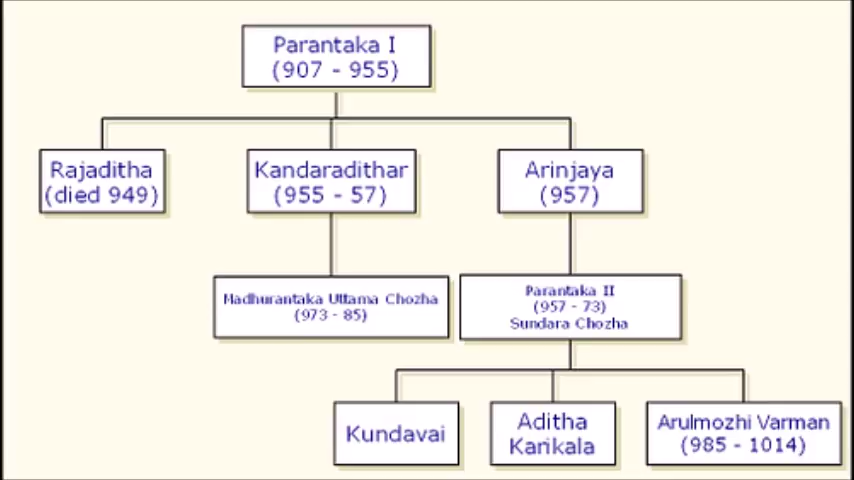 Parantaka I
(907 - 955)
Rajaditha
(died 949)
Kandaradithar
(955 - 57)
Arinjaya
(957)
Madhurantaka Uttama Chozha
(973 - 85)
Parantaka II
(957 - 73)
Sundara Chozha
Kundavai
Aditha
Karikala
Arulmozhi Varman
(985 - 1014)